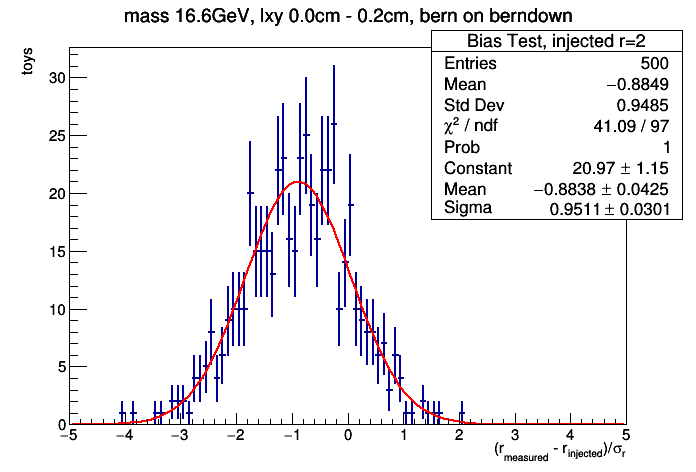 mass 16.6GeV, lxy 0.0cm - 0.2cm, bern on berndown
toys
Bias Test, injected r=2
Entries 500
Mean −0.8849
Std Dev 0.9485
χ² / ndf 41.09 / 97
Prob 1
Constant 20.97 ± 1.15
Mean −0.8838 ± 0.0425
Sigma 0.9511 ± 0.0301
30
25
20
15
10
5
0
−5 −4 −3 −2 −1 0 1 2 3 4 5
(r_measured - r_injected)/σ_r